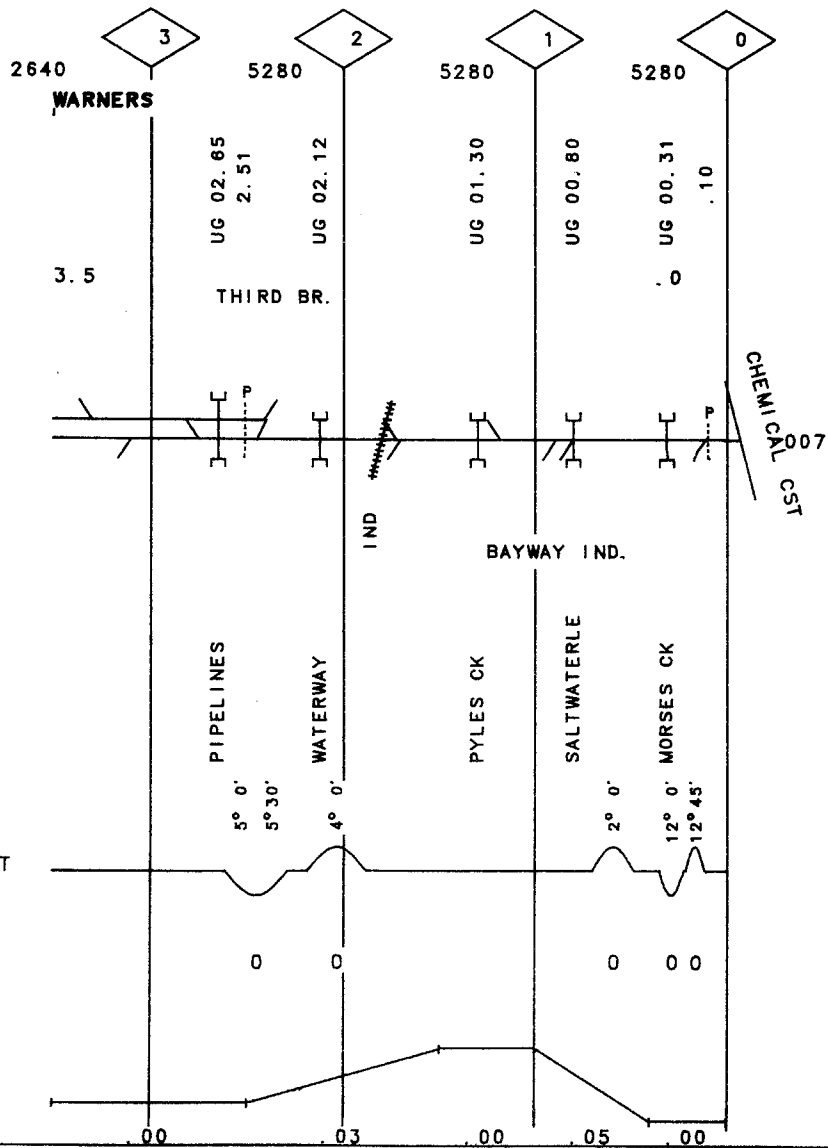 3 2 1 0
2640 5280 5280 5280
WARNERS
UG 02.65
2.51
UG 02.12
UG 01.30
UG 00.80
UG 00.31
.10
3.5
.0
THIRD BR.
P
P
CHEMICAL CST
007
IND
BAYWAY IND.
PIPELINES
WATERWAY
PYLES CK
SALTWATERLE
MORSES CK
5° 0'
5°30'
4° 0'
2° 0'
12° 0'
12°45'
T
0 0 0 0 0
.00 .03 .00 .05 .00